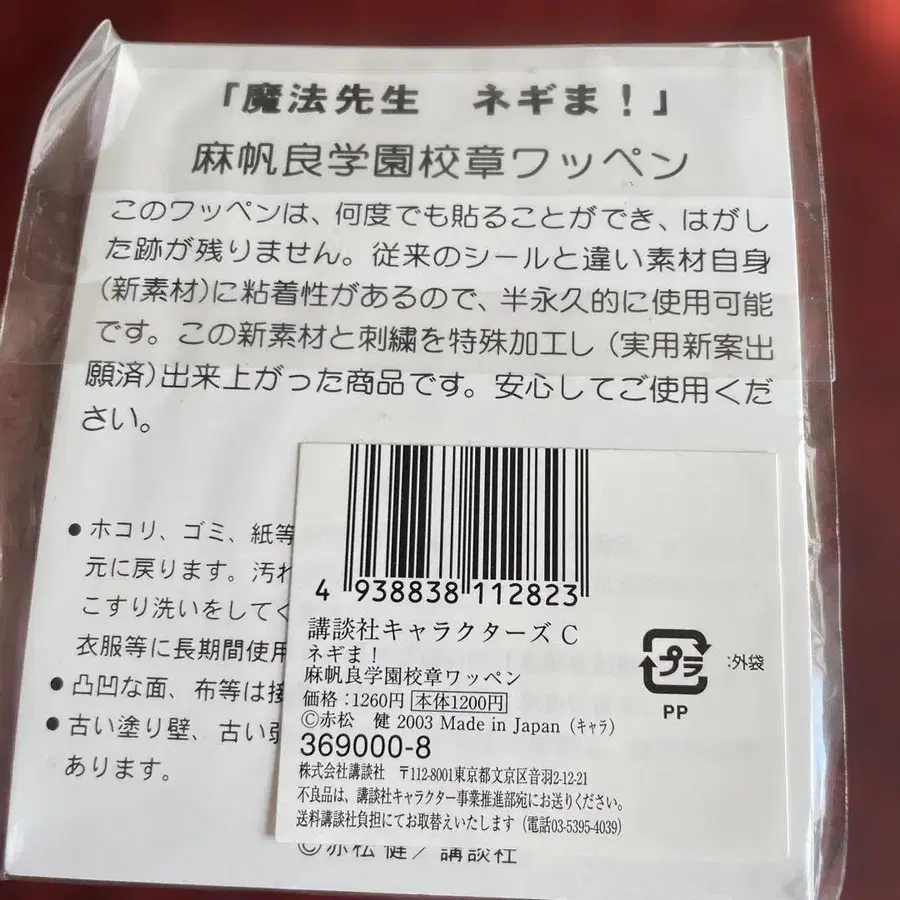 「魔法先生　ネギま！」
麻帆良学園校章ワッペン
このワッペンは、何度でも貼ることができ、はがし
た跡が残りません。従来のシールと違い素材自身
(新素材)に粘着性があるので、半永久的に使用可能
です。この新素材と刺繍を特殊加工し(実用新案出
願済)出来上がった商品です。安心してご使用くだ
さい。
●ホコリ、ゴミ、紙等
元に戻ります。汚れ
こすり洗いをしてく
衣服等に長期間使用
●凸凹な面、布等は接
●古い塗り壁、古い
あります。
4 938838 112823
講談社キャラクターズ C
ネギま！
麻帆良学園校章ワッペン
価格：1260円 本体1200円
©赤松　健 2003 Made in Japan（キャラ）
369000-8
株式会社講談社　〒112-8001東京都文京区音羽2-12-21
不良品は、講談社キャラクター事業推進部宛にお送りください。
送料講談社負担にてお取替えいたします（電話03-5395-4039）
プラ
：外袋
PP
©赤松 健／講談社